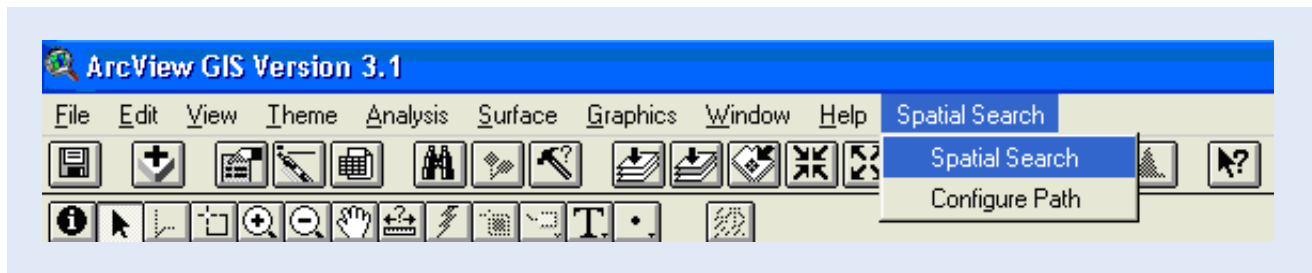 ArcView GIS Version 3.1
File Edit View Theme Analysis Surface Graphics Window Help Spatial Search
Spatial Search
Configure Path
T.